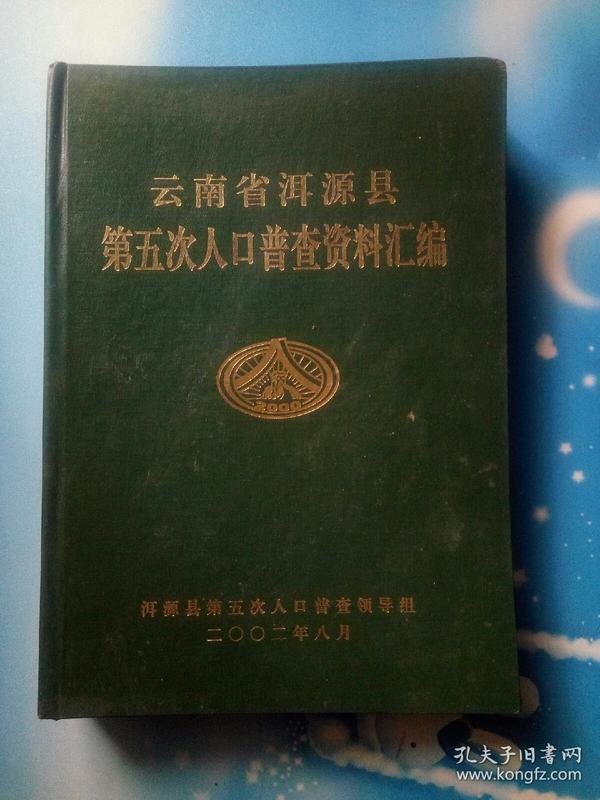 云南省洱源县
第五次人口普查资料汇编
2000
洱源县第五次人口普查领导组
二〇〇二年八月
孔夫子旧书网
www.kongfz.com